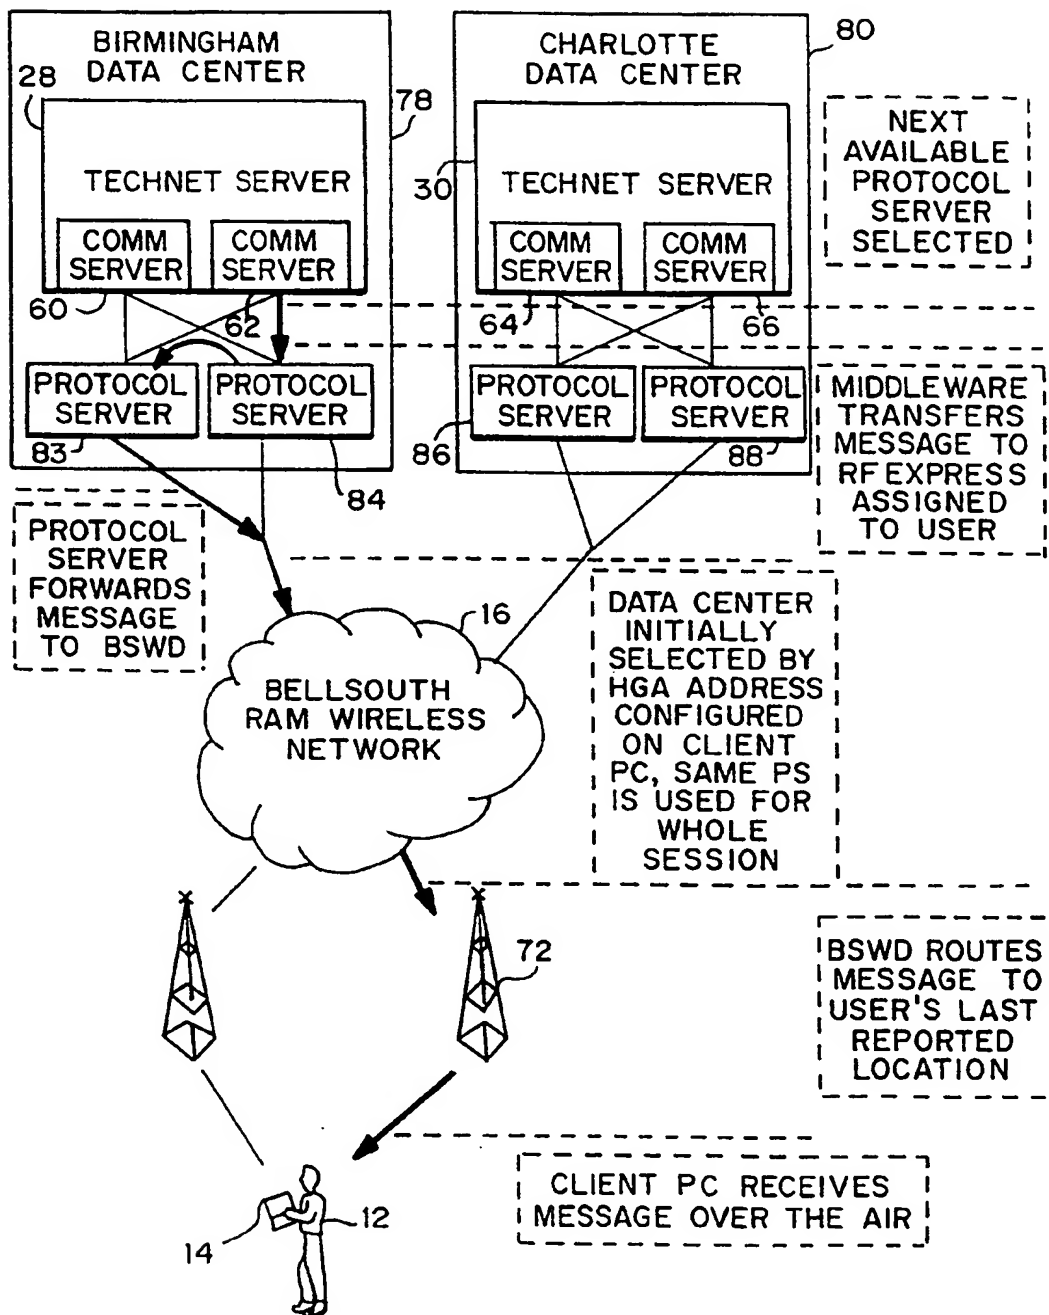 BIRMINGHAM
DATA CENTER
28
78
TECHNET SERVER
COMM
SERVER
COMM
SERVER
60
62
PROTOCOL
SERVER
PROTOCOL
SERVER
83
84
CHARLOTTE
DATA CENTER
80
30
TECHNET SERVER
COMM
SERVER
COMM
SERVER
64
66
PROTOCOL
SERVER
PROTOCOL
SERVER
86
88
NEXT
AVAILABLE
PROTOCOL
SERVER
SELECTED
MIDDLEWARE
TRANSFERS
MESSAGE TO
RF EXPRESS
ASSIGNED
TO USER
PROTOCOL
SERVER
FORWARDS
MESSAGE
TO BSWD
16
BELLSOUTH
RAM WIRELESS
NETWORK
DATA CENTER
INITIALLY
SELECTED BY
HGA ADDRESS
CONFIGURED
ON CLIENT
PC, SAME PS
IS USED FOR
WHOLE
SESSION
72
BSWD ROUTES
MESSAGE TO
USER'S LAST
REPORTED
LOCATION
CLIENT PC RECEIVES
MESSAGE OVER THE AIR
14
12